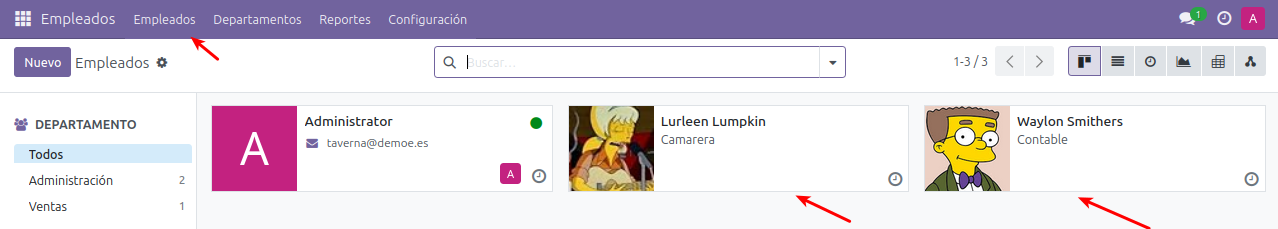 Empleados Empleados Departamentos Reportes Configuración 1 A
Nuevo Empleados Buscar... 1-3 / 3
DEPARTAMENTO
Todos
Administración 2
Ventas 1
A
Administrator
taverna@demoe.es
A
Lurleen Lumpkin
Camarera
Waylon Smithers
Contable